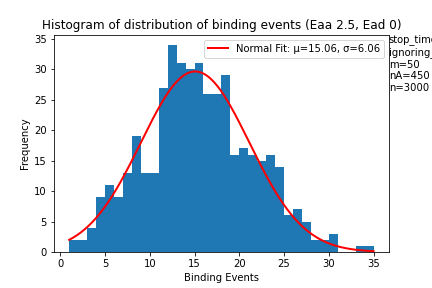 Histogram of distribution of binding events (Eaa 2.5, Ead 0)
Normal Fit: μ=15.06, σ=6.06
m=50
nA=450
n=3000
Frequency
35
30
25
20
15
10
5
0
0 5 10 15 20 25 30 35
Binding Events